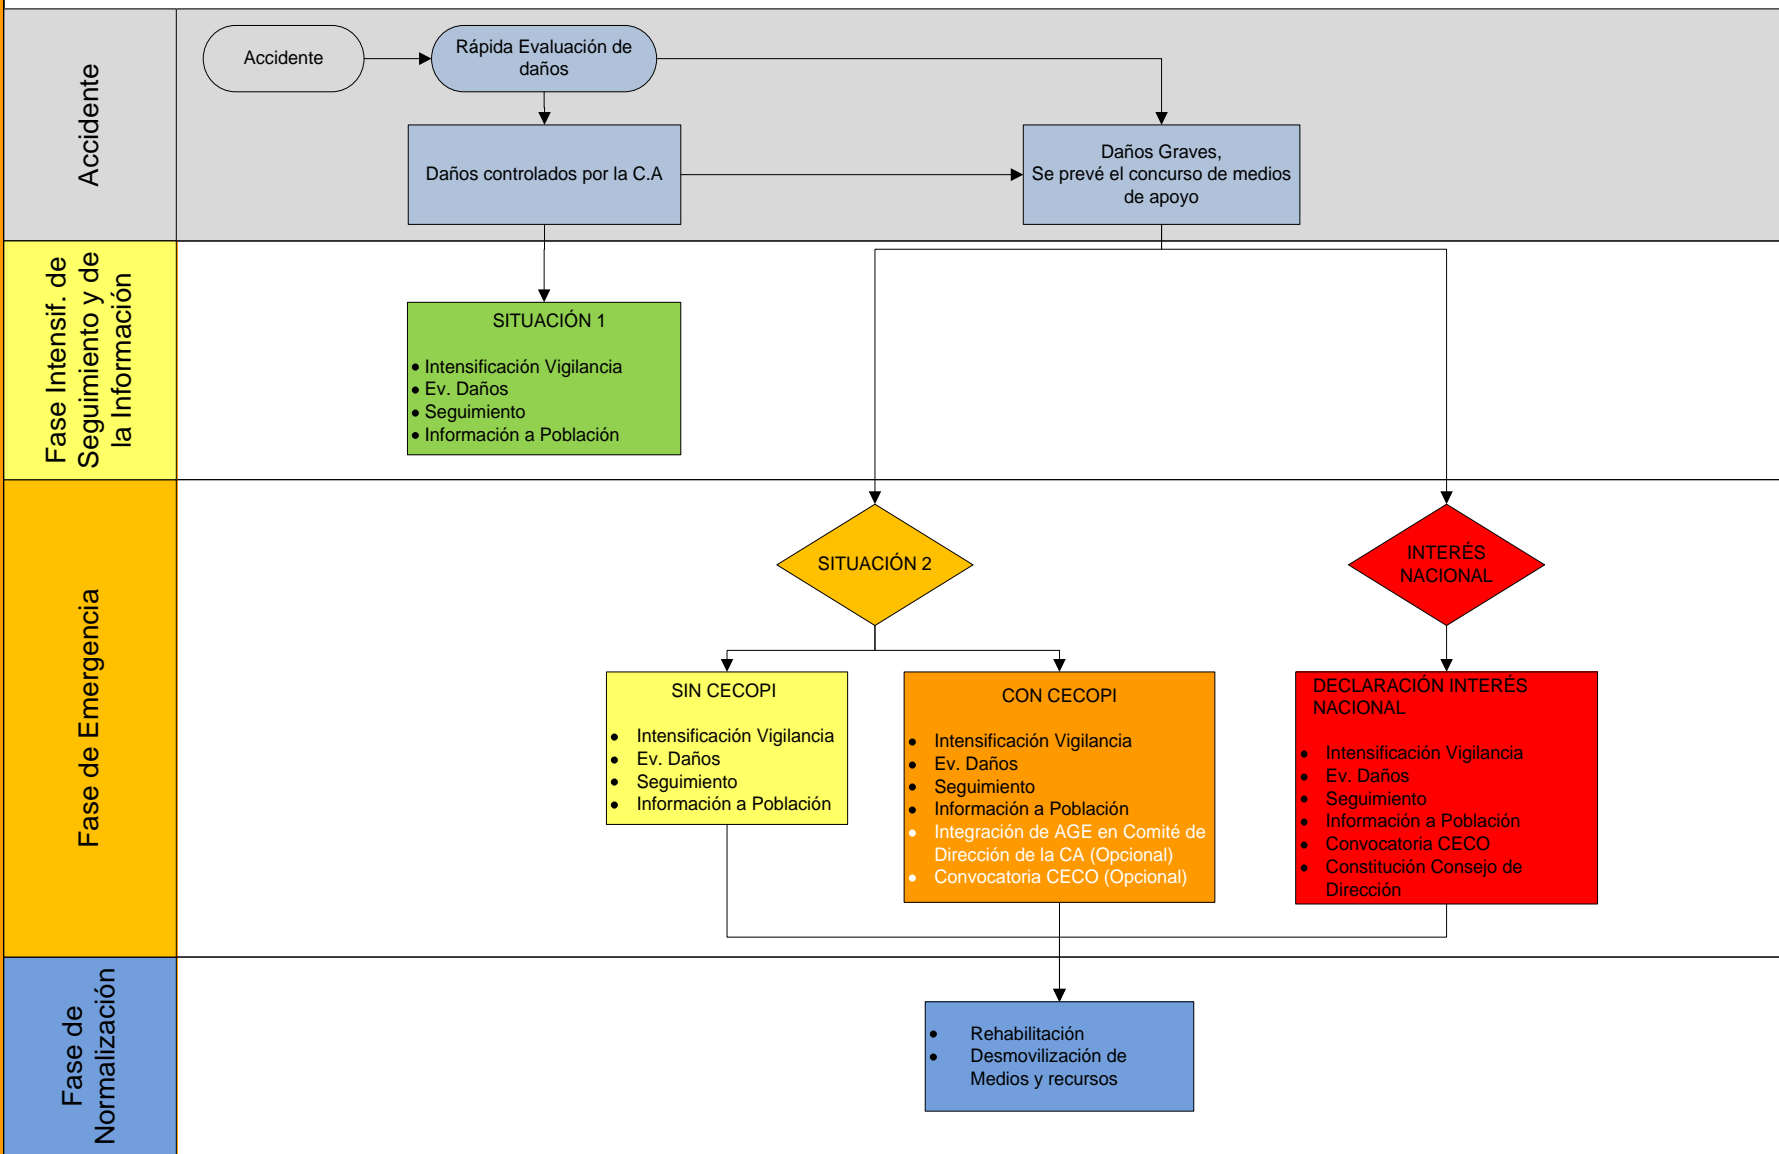 Accidente
Accidente
Rápida Evaluación de
daños
Daños controlados por la C.A
Daños Graves,
Se prevé el concurso de medios
de apoyo
Fase Intensif. de
Seguimiento y de
la Información
SITUACIÓN 1
• Intensificación Vigilancia
• Ev. Daños
• Seguimiento
• Información a Población
Fase de Emergencia
SITUACIÓN 2
INTERÉS
NACIONAL
SIN CECOPI
• Intensificación Vigilancia
• Ev. Daños
• Seguimiento
• Información a Población
CON CECOPI
• Intensificación Vigilancia
• Ev. Daños
• Seguimiento
• Información a Población
• Integración de AGE en Comité de
Dirección de la CA (Opcional)
• Convocatoria CECO (Opcional)
DECLARACIÓN INTERÉS
NACIONAL
• Intensificación Vigilancia
• Ev. Daños
• Seguimiento
• Información a Población
• Convocatoria CECO
• Constitución Consejo de
Dirección
Fase de
Normalización
• Rehabilitación
• Desmovilización de
Medios y recursos